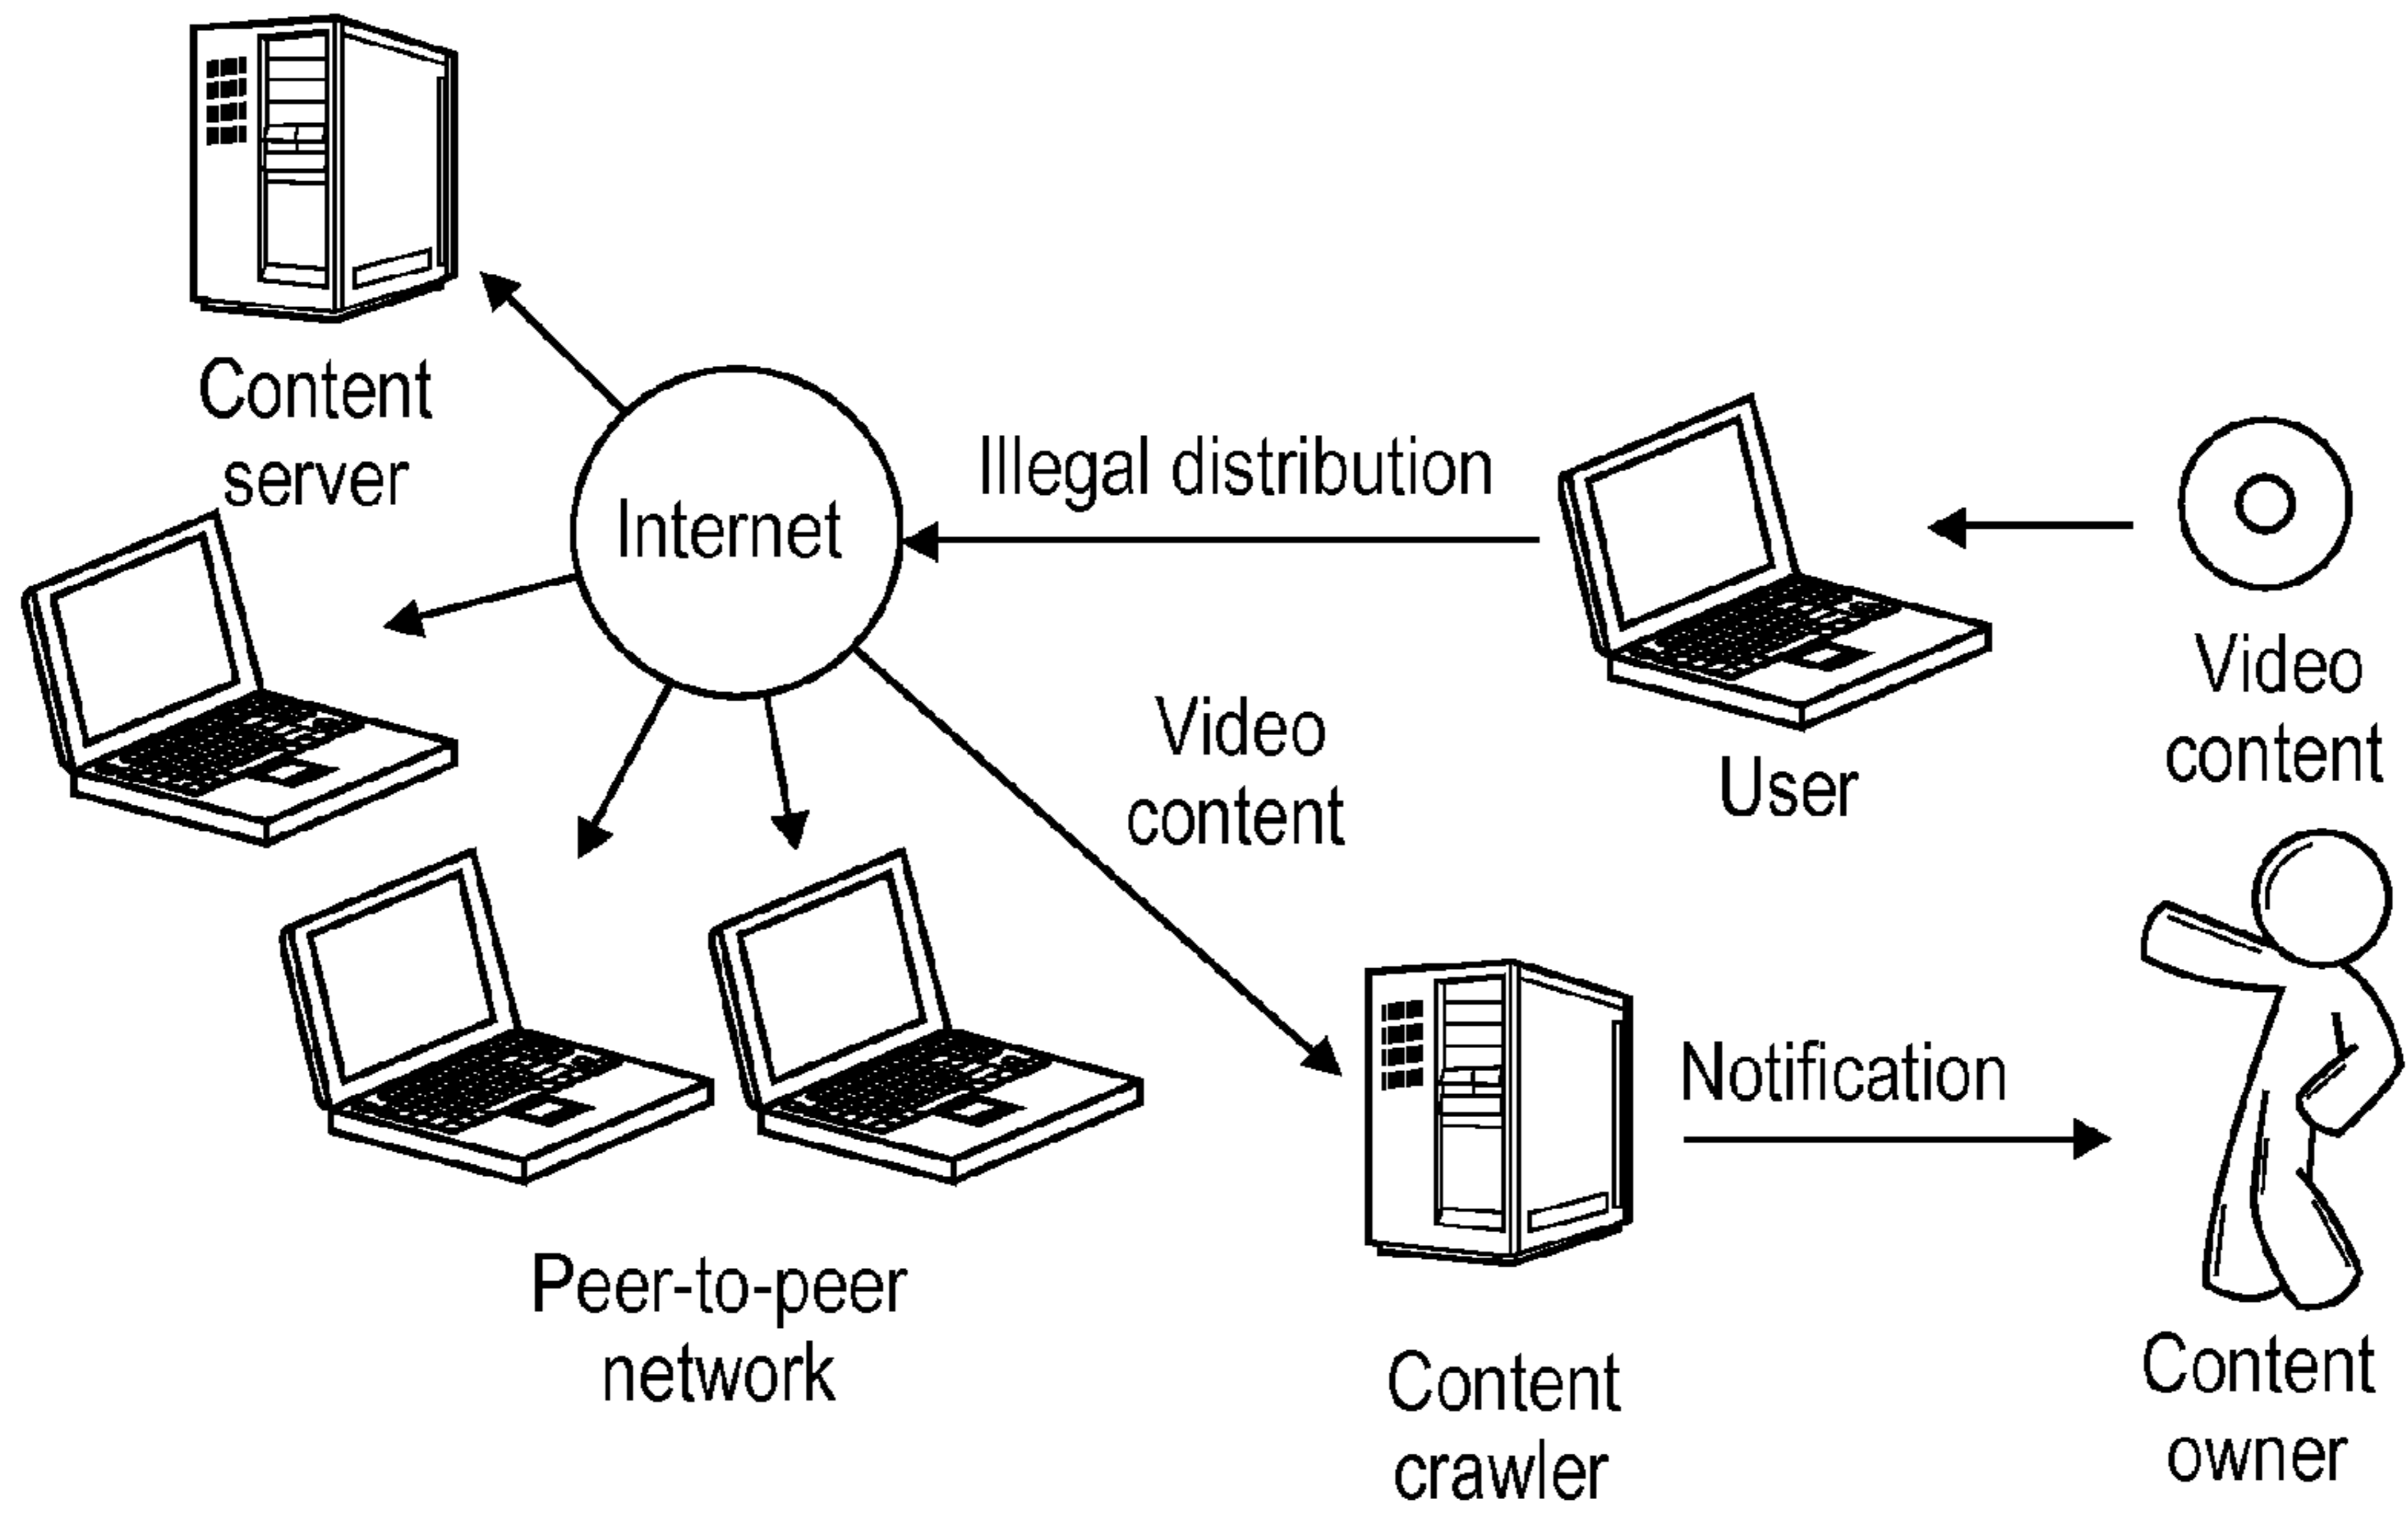 Content
server
Internet
Illegal distribution
User
Video
content
Video
content
Peer-to-peer
network
Content
crawler
Notification
Content
owner